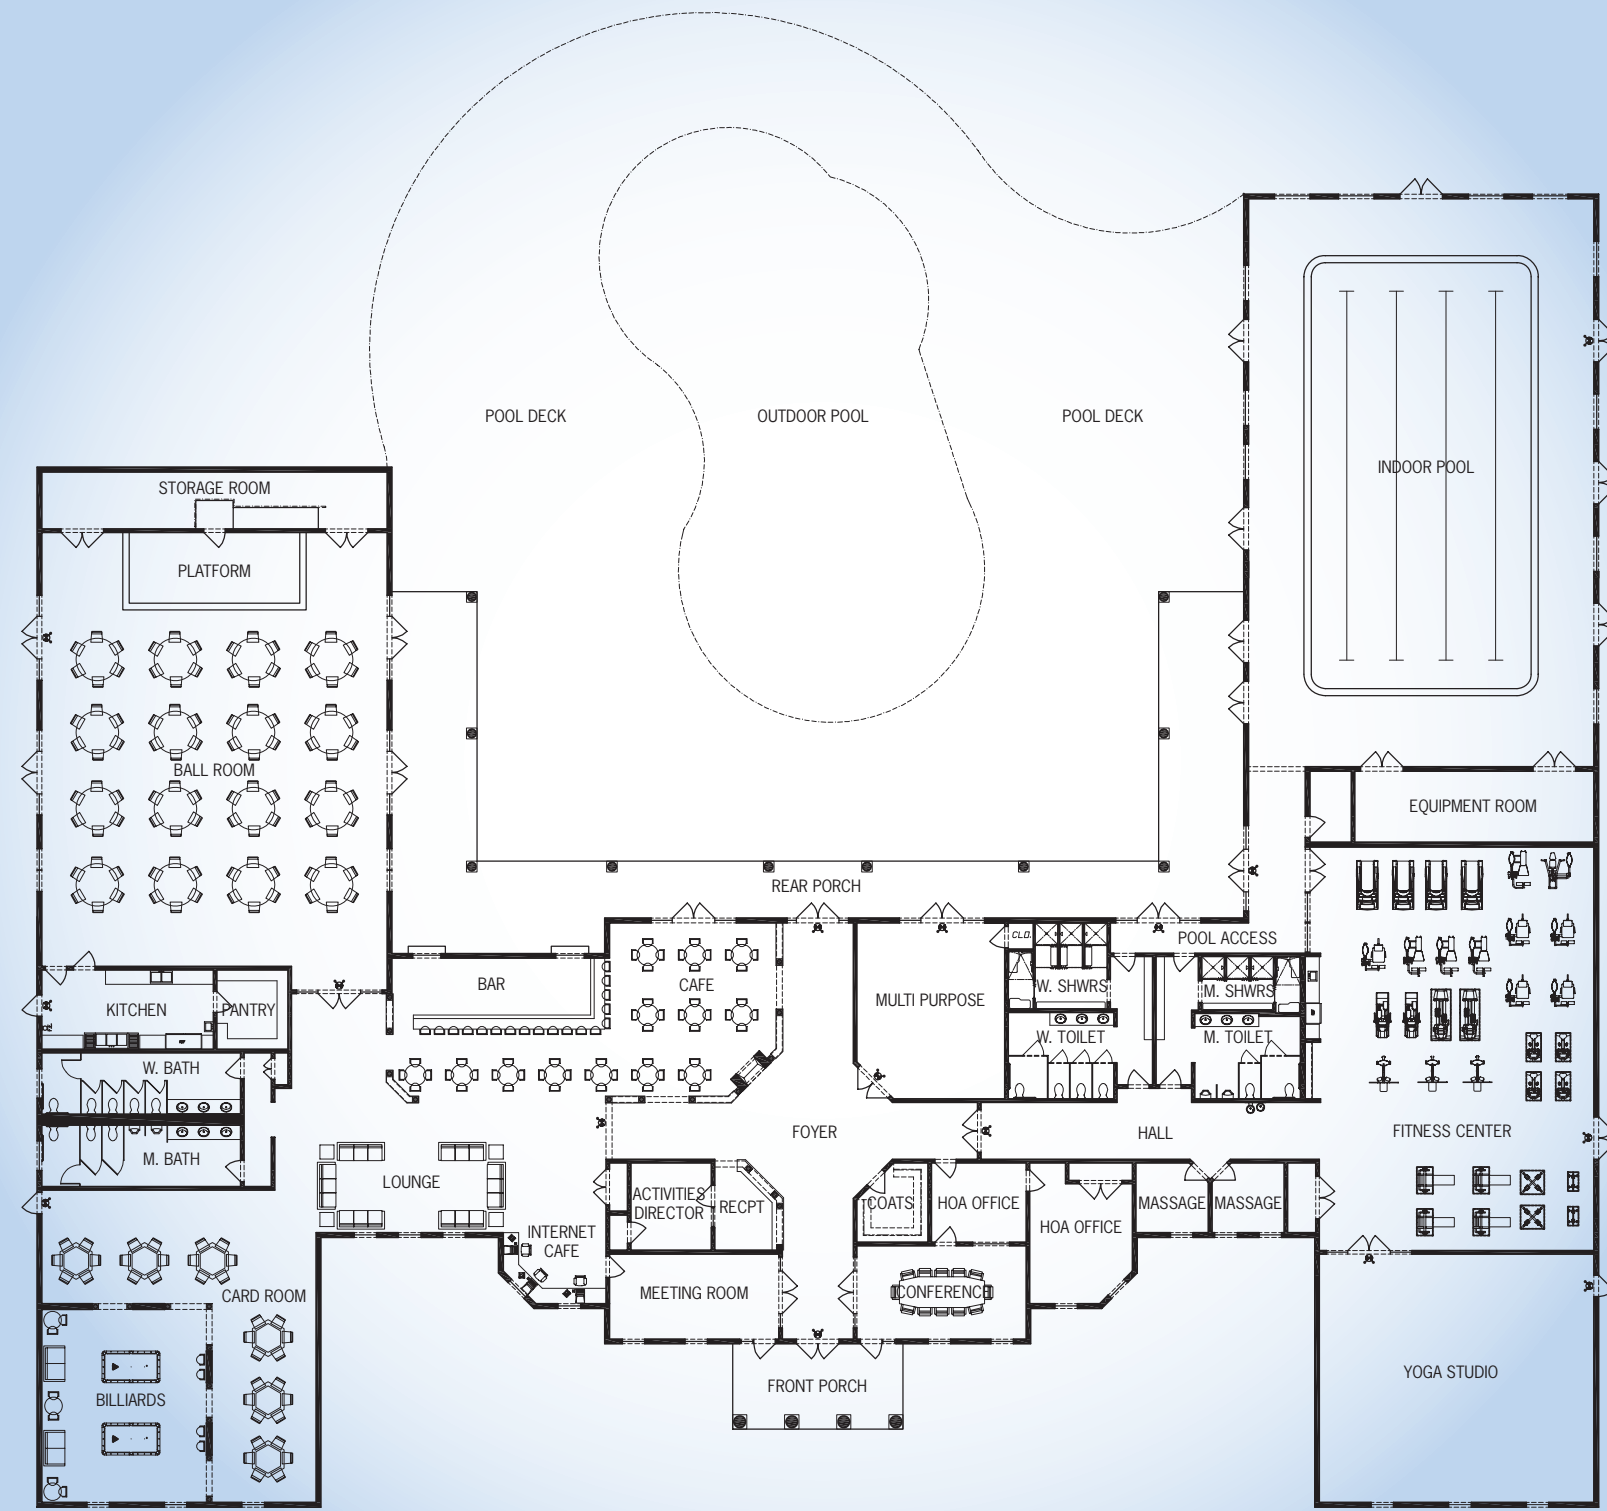 POOL DECK
OUTDOOR POOL
POOL DECK
INDOOR POOL
STORAGE ROOM
PLATFORM
BALL ROOM
EQUIPMENT ROOM
REAR PORCH
CLO.
POOL ACCESS
BAR
CAFE
MULTI PURPOSE
W. SHWRS
M. SHWRS
KITCHEN
PANTRY
W. TOILET
M. TOILET
W. BATH
FOYER
HALL
FITNESS CENTER
M. BATH
LOUNGE
ACTIVITIES
DIRECTOR
RECPT
COATS
HOA OFFICE
HOA OFFICE
MASSAGE
MASSAGE
INTERNET
CAFE
CARD ROOM
MEETING ROOM
CONFERENCE
YOGA STUDIO
FRONT PORCH
BILLIARDS